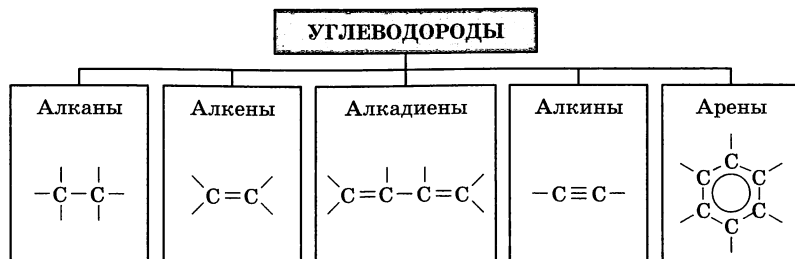 УГЛЕВОДОРОДЫ
Алканы Алкены Алкадиены Алкины Арены
C–C C=C C=C–C=C –C≡C– C C C C C C